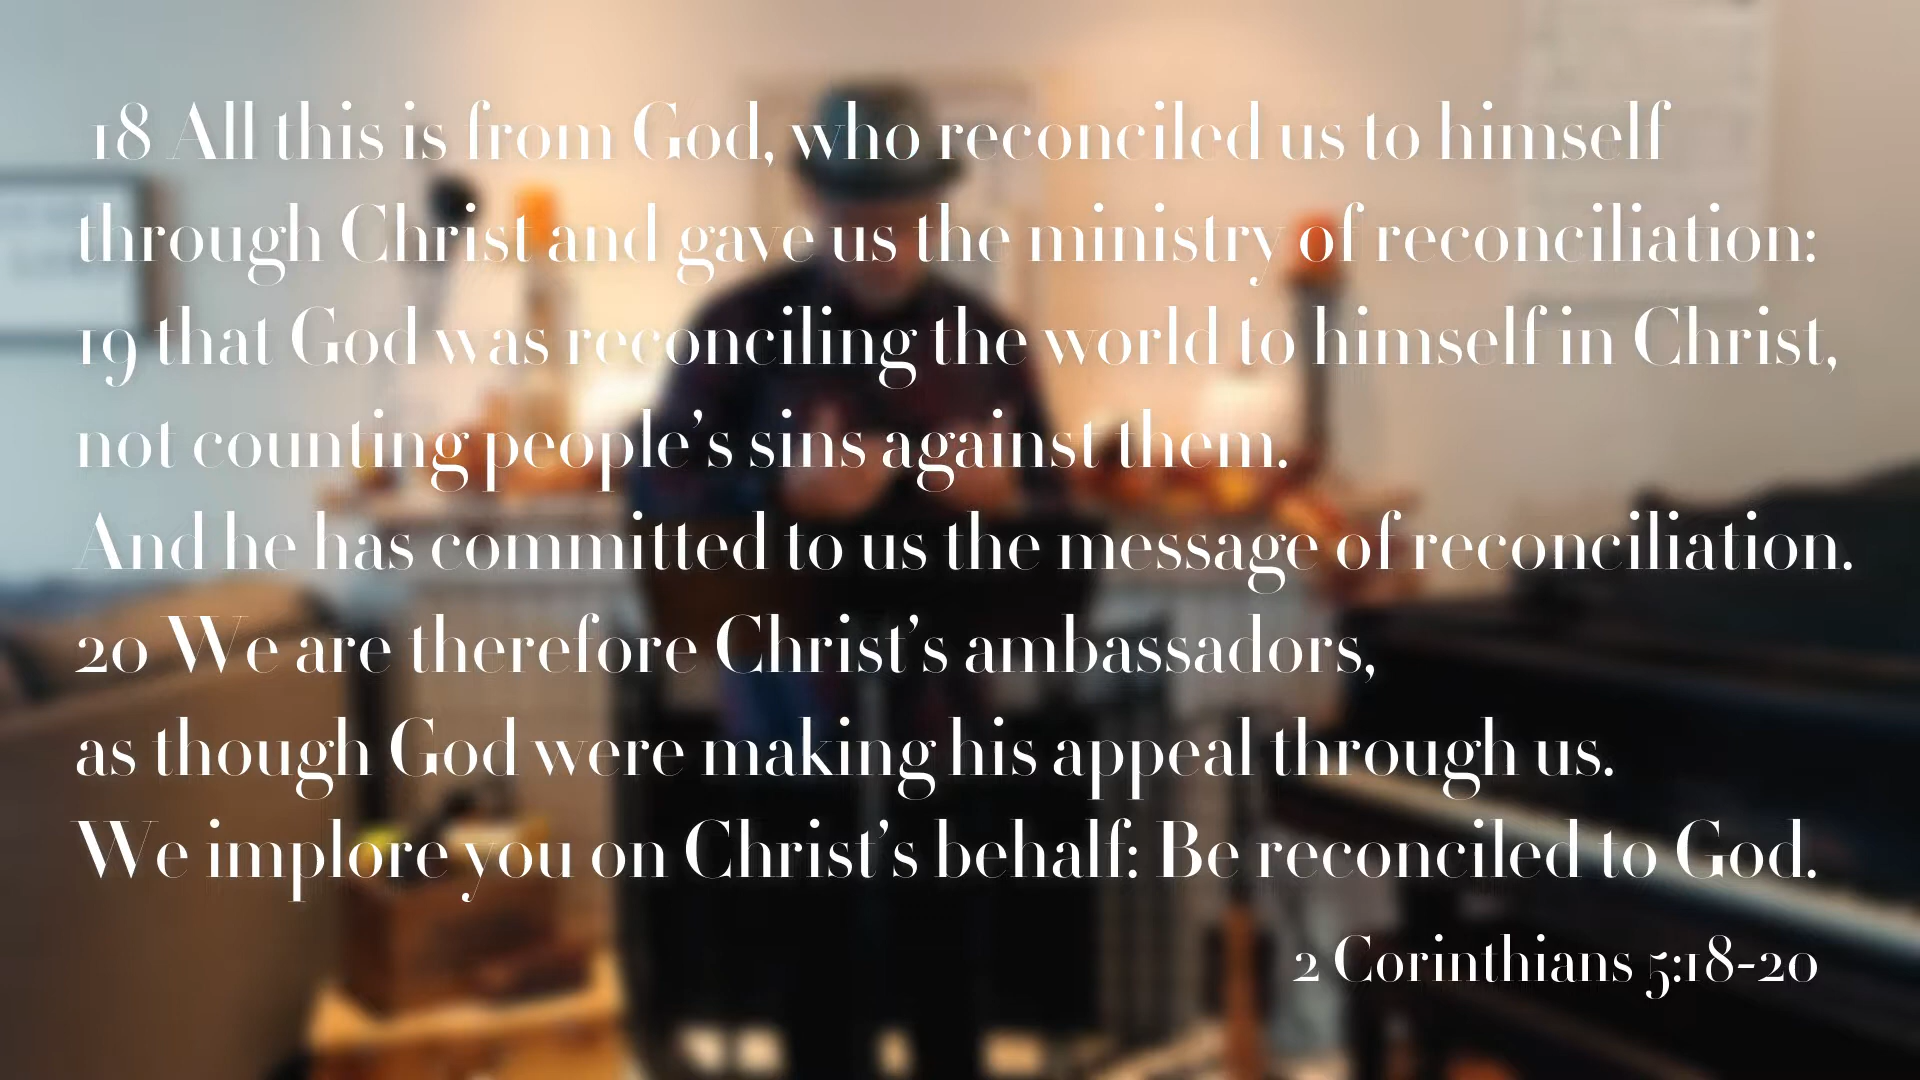 18 All this is from God, who reconciled us to himself
through Christ and gave us the ministry of reconciliation:
19 that God was reconciling the world to himself in Christ,
not counting people’s sins against them.
And he has committed to us the message of reconciliation.
20 We are therefore Christ’s ambassadors,
as though God were making his appeal through us.
We implore you on Christ’s behalf: Be reconciled to God.
2 Corinthians 5:18-20